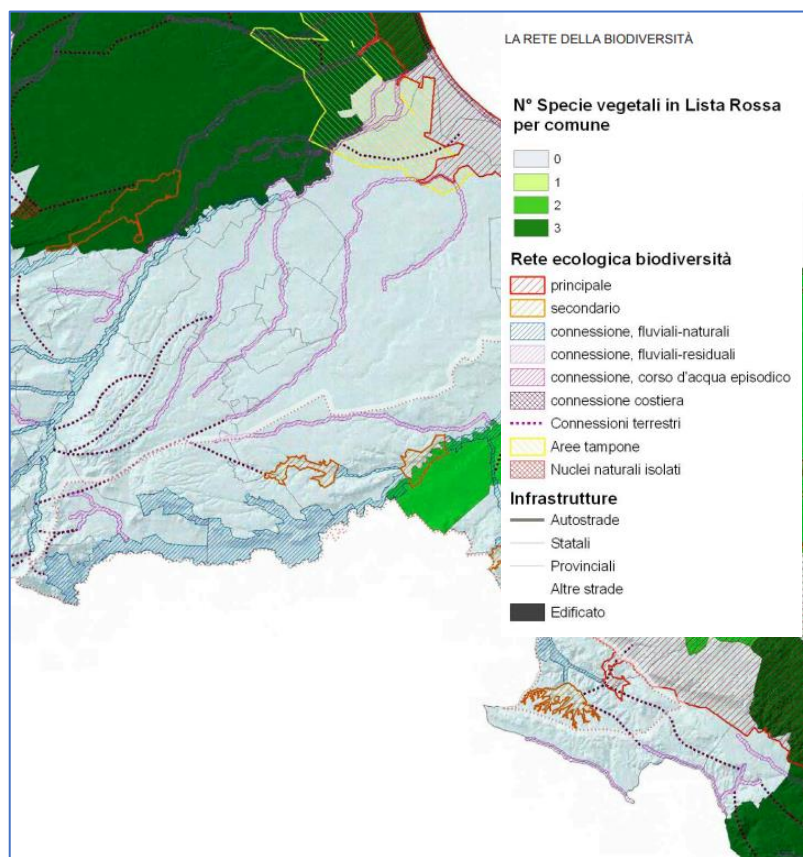 LA RETE DELLA BIODIVERSITÀ
N° Specie vegetali in Lista Rossa
per comune
0
1
2
3
Rete ecologica biodiversità
principale
secondario
connessione, fluviali-naturali
connessione, fluviali-residuali
connessione, corso d'acqua episodico
connessione costiera
Connessioni terrestri
Aree tampone
Nuclei naturali isolati
Infrastrutture
Autostrade
Statali
Provinciali
Altre strade
Edificato